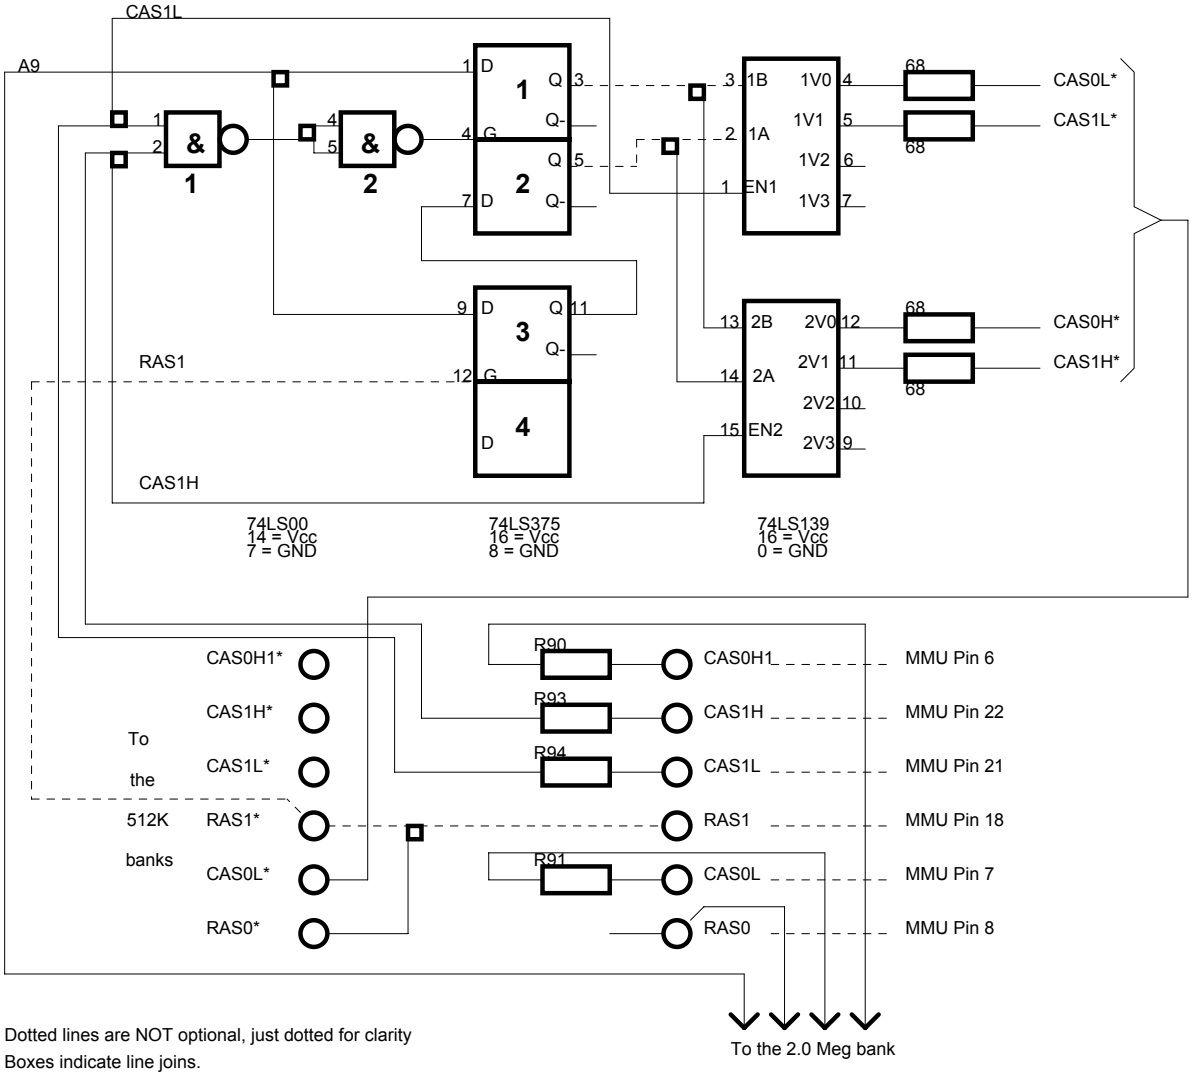 CAS1L
A9
1 D
1
Q 3
Q-
4 G
Q 5
2
7 D
Q-
1
2
&
1
4
5
&
2
3 1B
2 1A
1 EN1
1V0 4
1V1 5
1V2 6
1V3 7
68
CAS0L*
CAS1L*
68
9 D
3
Q 11
Q-
12 G
4
D
13 2B
14 2A
15 EN2
2V0 12
2V1 11
2V2 10
2V3 9
68
CAS0H*
CAS1H*
68
RAS1
CAS1H
74LS00
14 = Vcc
7 = GND
74LS375
16 = Vcc
8 = GND
74LS139
16 = Vcc
0 = GND
CAS0H1*
R90
CAS0H1
MMU Pin 6
CAS1H*
R93
CAS1H
MMU Pin 22
CAS1L*
R94
CAS1L
MMU Pin 21
RAS1*
RAS1
MMU Pin 18
CAS0L*
R91
CAS0L
MMU Pin 7
RAS0*
RAS0
MMU Pin 8
To
the
512K
banks
To the 2.0 Meg bank
Dotted lines are NOT optional, just dotted for clarity
Boxes indicate line joins.